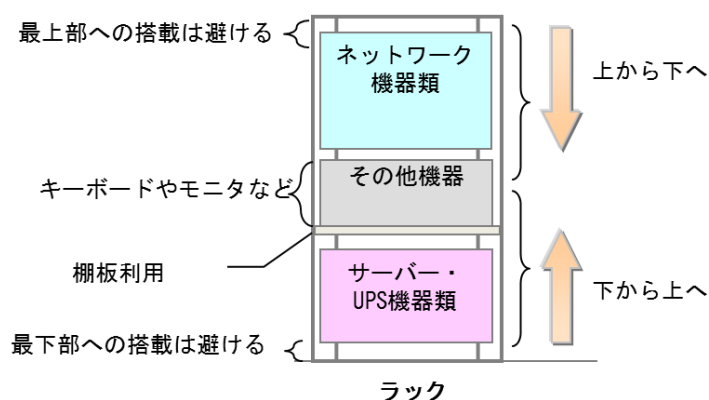 最上部への搭載は避ける
ネットワーク
機器類
上から下へ
その他機器
キーボードやモニタなど
棚板利用
サーバー・
UPS機器類
下から上へ
最下部への搭載は避ける
ラック